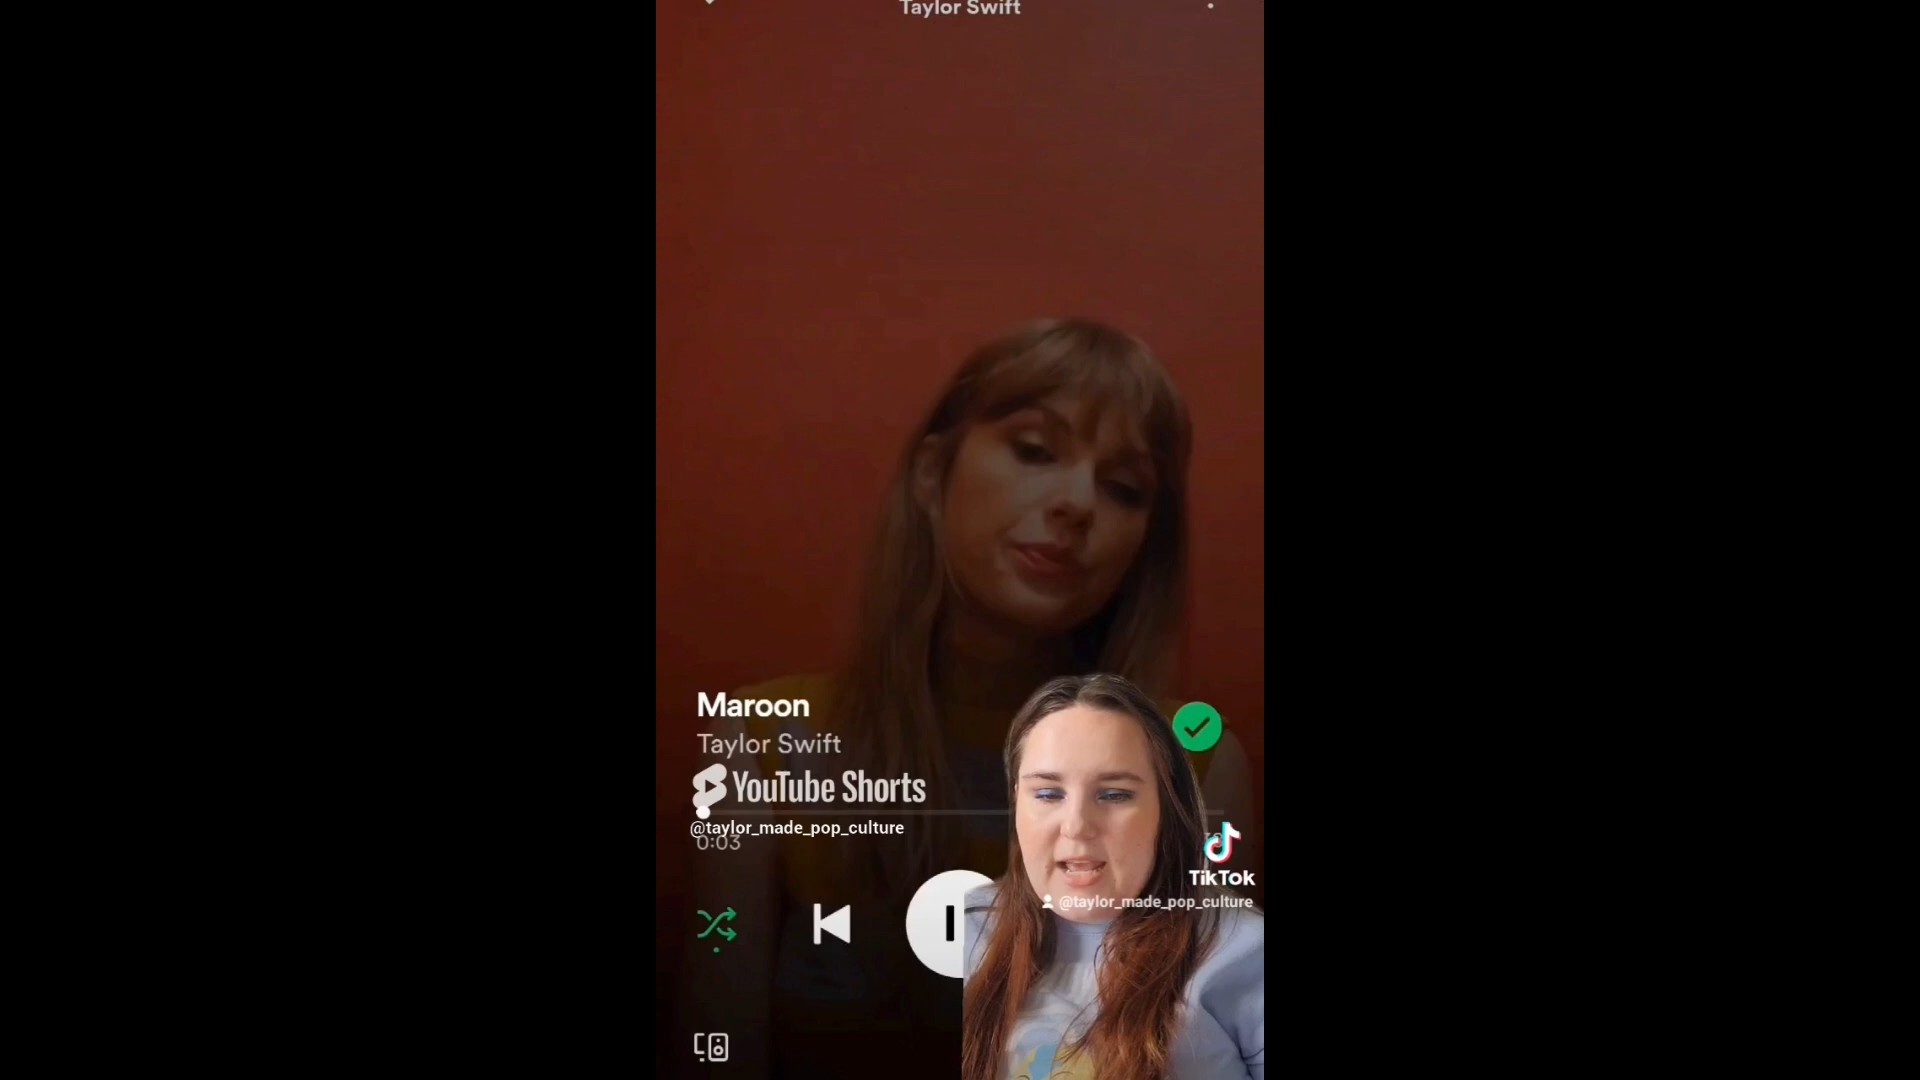 Taylor Swift
Maroon
Taylor Swift
YouTube Shorts
@taylor_made_pop_culture
0:03
TikTok
@taylor_made_pop_culture